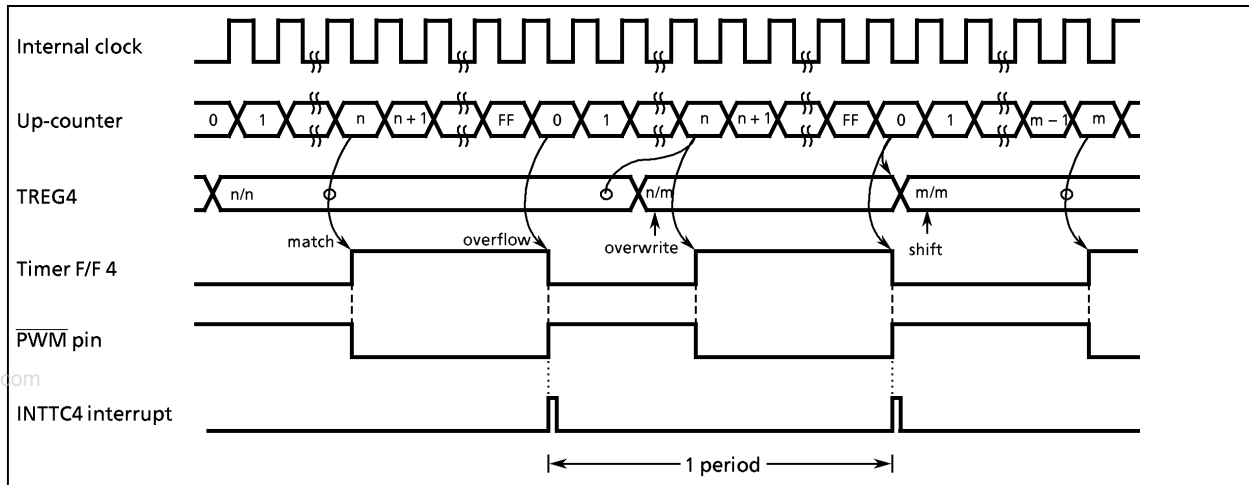 Internal clock
Up-counter
0 1 n n + 1 FF 0 1 n n + 1 FF 0 1 m − 1 m
TREG4
n/n n/m m/m
match overflow overwrite shift
Timer F/F 4
PWM pin
com
INTTC4 interrupt
1 period